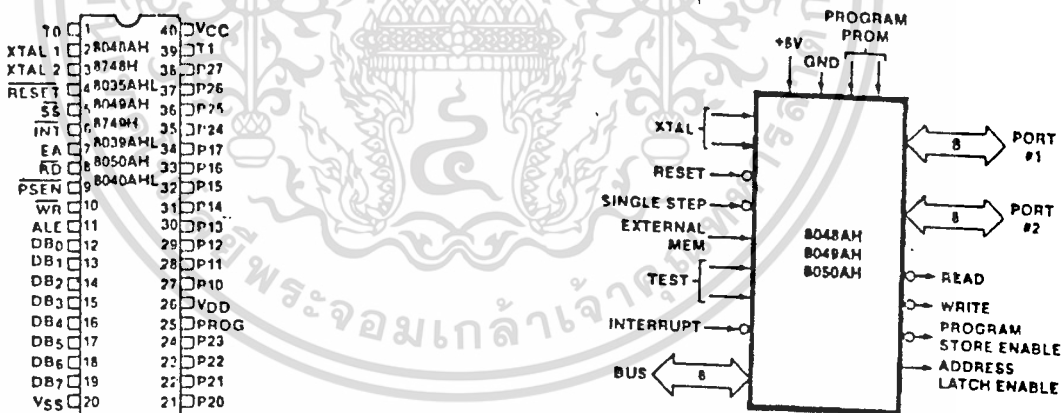 T0 1 40 VCC
XTAL 1 2 8048AH 39 T1
XTAL 2 3 8748H 38 P27
RESET 4 8035AHL 37 P26
SS 5 8049AH 36 P25
INT 6 8749H 35 P24
EA 7 8039AHL 34 P17
RD 8 8050AH 33 P16
PSEN 9 8040AHL 32 P15
WR 10 31 P14
ALE 11 30 P13
DB0 12 29 P12
DB1 13 28 P11
DB2 14 27 P10
DB3 15 26 VDD
DB4 16 25 PROG
DB5 17 24 P23
DB6 18 23 P22
DB7 19 22 P21
VSS 20 21 P20
PROGRAM
PROM
+5V
GND
XTAL
RESET
SINGLE STEP
EXTERNAL
MEM
TEST
INTERRUPT
BUS 8
8048AH
8049AH
8050AH
8 PORT
#1
8 PORT
#2
READ
WRITE
PROGRAM
STORE ENABLE
ADDRESS
LATCH ENABLE